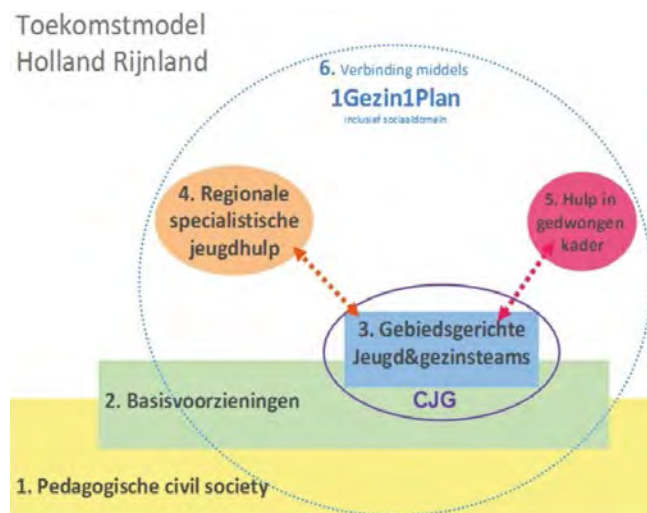 Toekomstmodel
Holland Rijnland
6. Verbinding middels
1Gezin1Plan
inclusief sociaaldomein
4. Regionale
specialistische
jeugdhulp
5. Hulp in
gedwongen
kader
3. Gebiedsgerichte
Jeugd&gezinsteams
2. Basisvoorzieningen
CJG
1. Pedagogische civil society